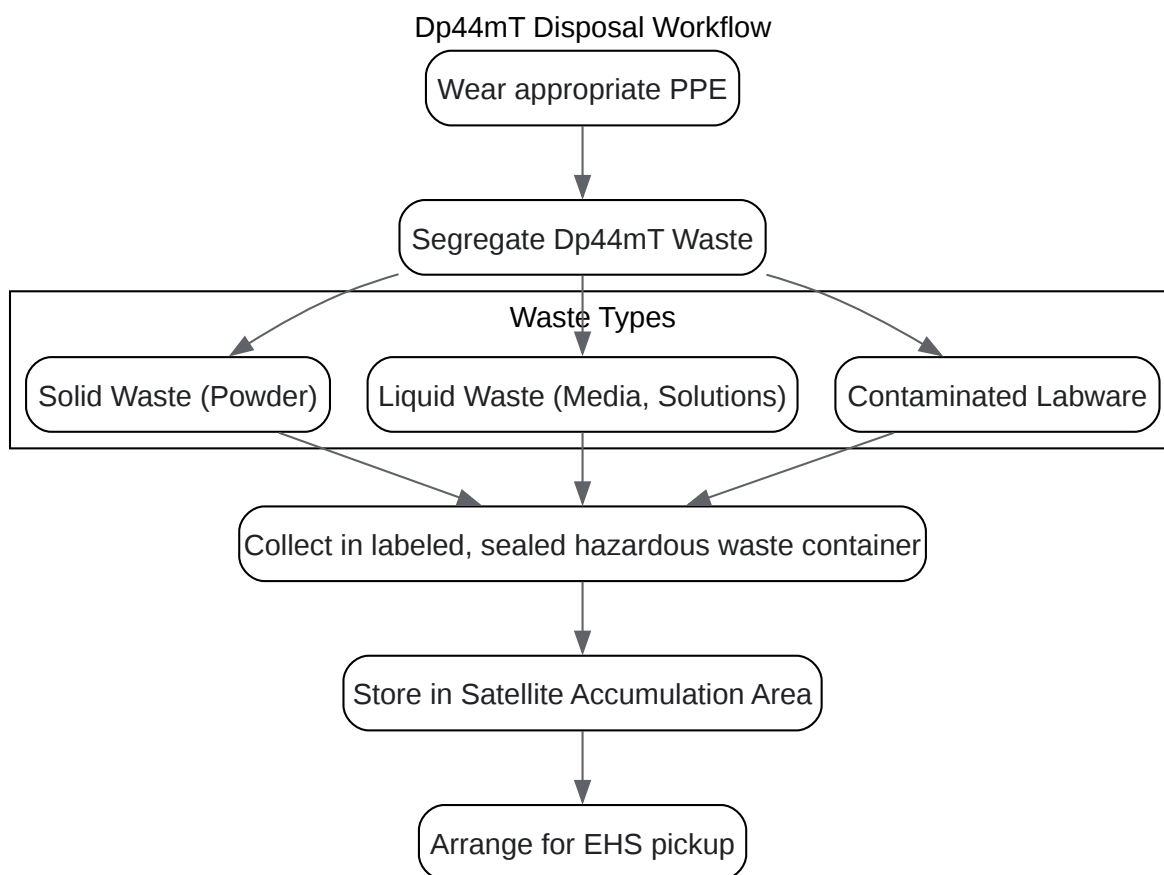 Dp44mT Disposal Workflow
Wear appropriate PPE
Segregate Dp44mT Waste
Waste Types
Solid Waste (Powder)
Liquid Waste (Media, Solutions)
Contaminated Labware
Collect in labeled, sealed hazardous waste container
Store in Satellite Accumulation Area
Arrange for EHS pickup